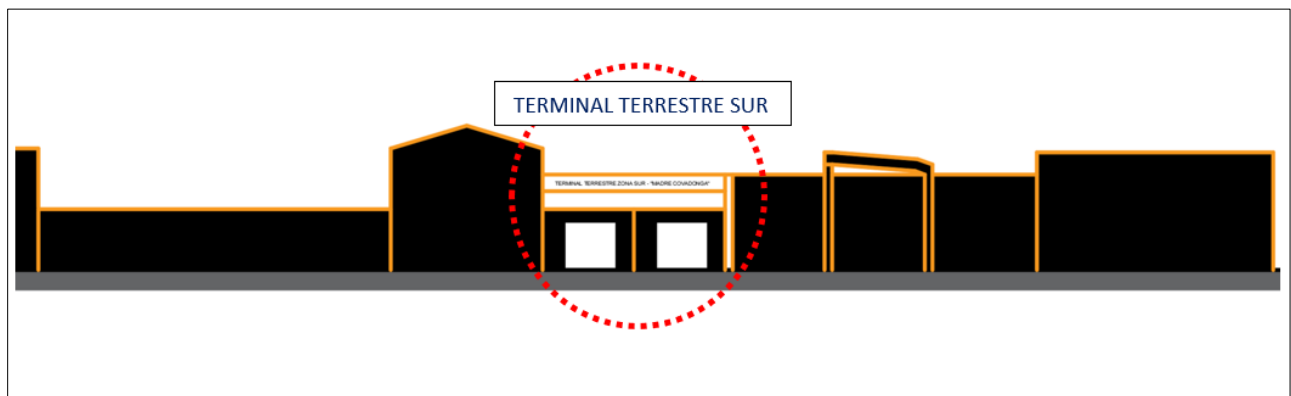 TERMINAL TERRESTRE SUR
TERMINAL TERRESTRE ZONA SUR - "MADRE COVADONGA"